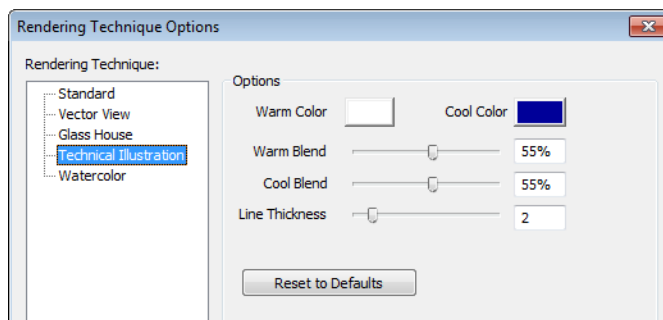 Rendering Technique Options
Rendering Technique:
Standard
Vector View
Glass House
Technical Illustration
Watercolor
Options
Warm Color Cool Color
Warm Blend 55%
Cool Blend 55%
Line Thickness 2
Reset to Defaults